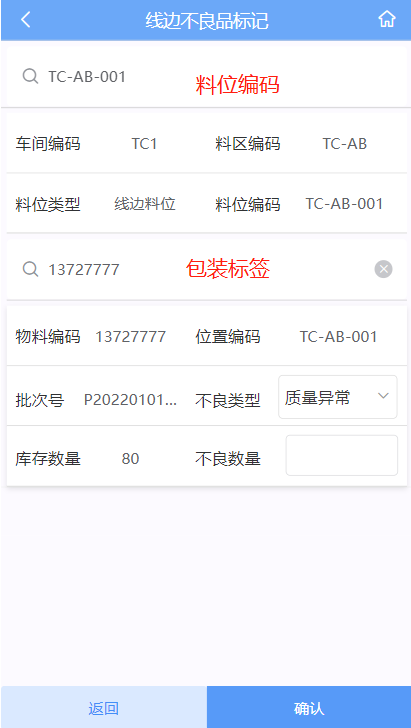 线边不良品标记
TC-AB-001 料位编码
车间编码 TC1 料区编码 TC-AB
料位类型 线边料位 料位编码 TC-AB-001
13727777 包装标签
物料编码 13727777 位置编码 TC-AB-001
批次号 P20220101... 不良类型 质量异常
库存数量 80 不良数量
返回 确认